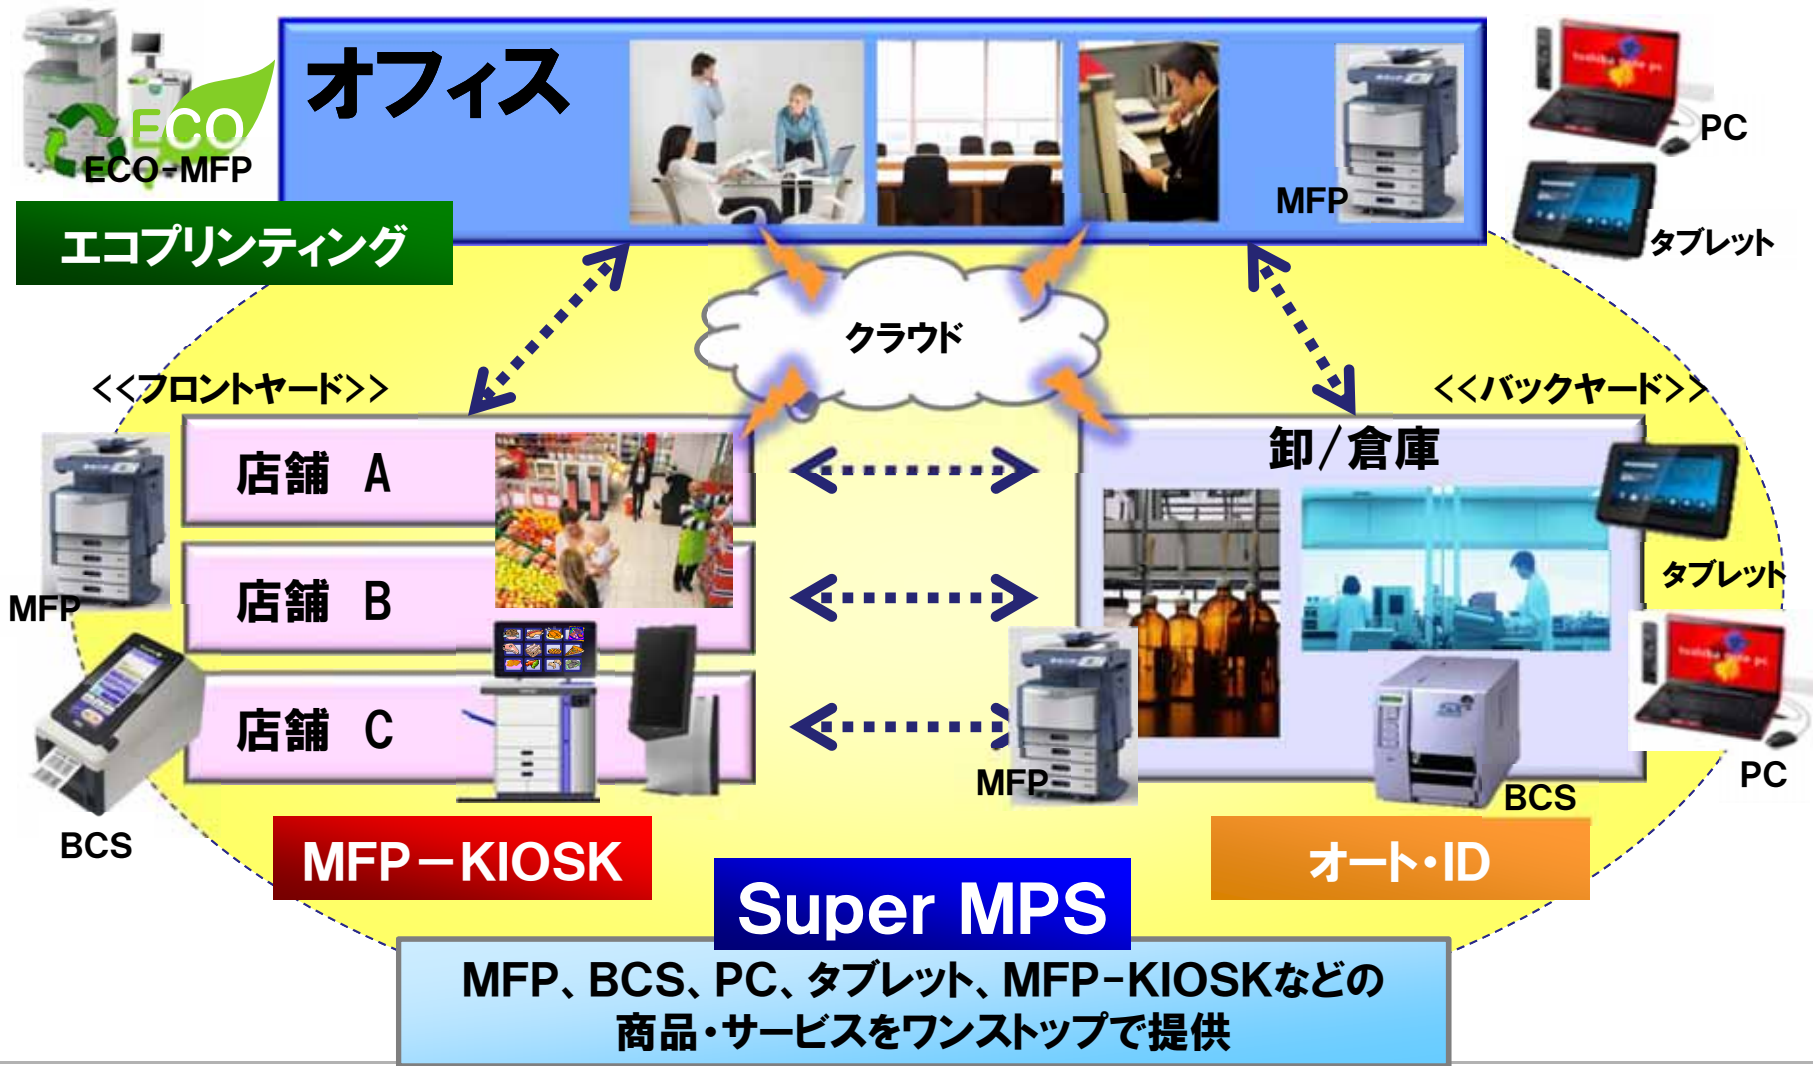 オフィス
ECO
ECO-MFP
MFP
PC
タブレット
エコプリンティング
クラウド
<<フロントヤード>>
<<バックヤード>>
店舗 A
卸/倉庫
タブレット
店舗 B
MFP
店舗 C
MFP
PC
BCS
BCS
MFP－KIOSK
オート・ID
Super MPS
MFP、BCS、PC、タブレット、MFP-KIOSKなどの
商品・サービスをワンストップで提供